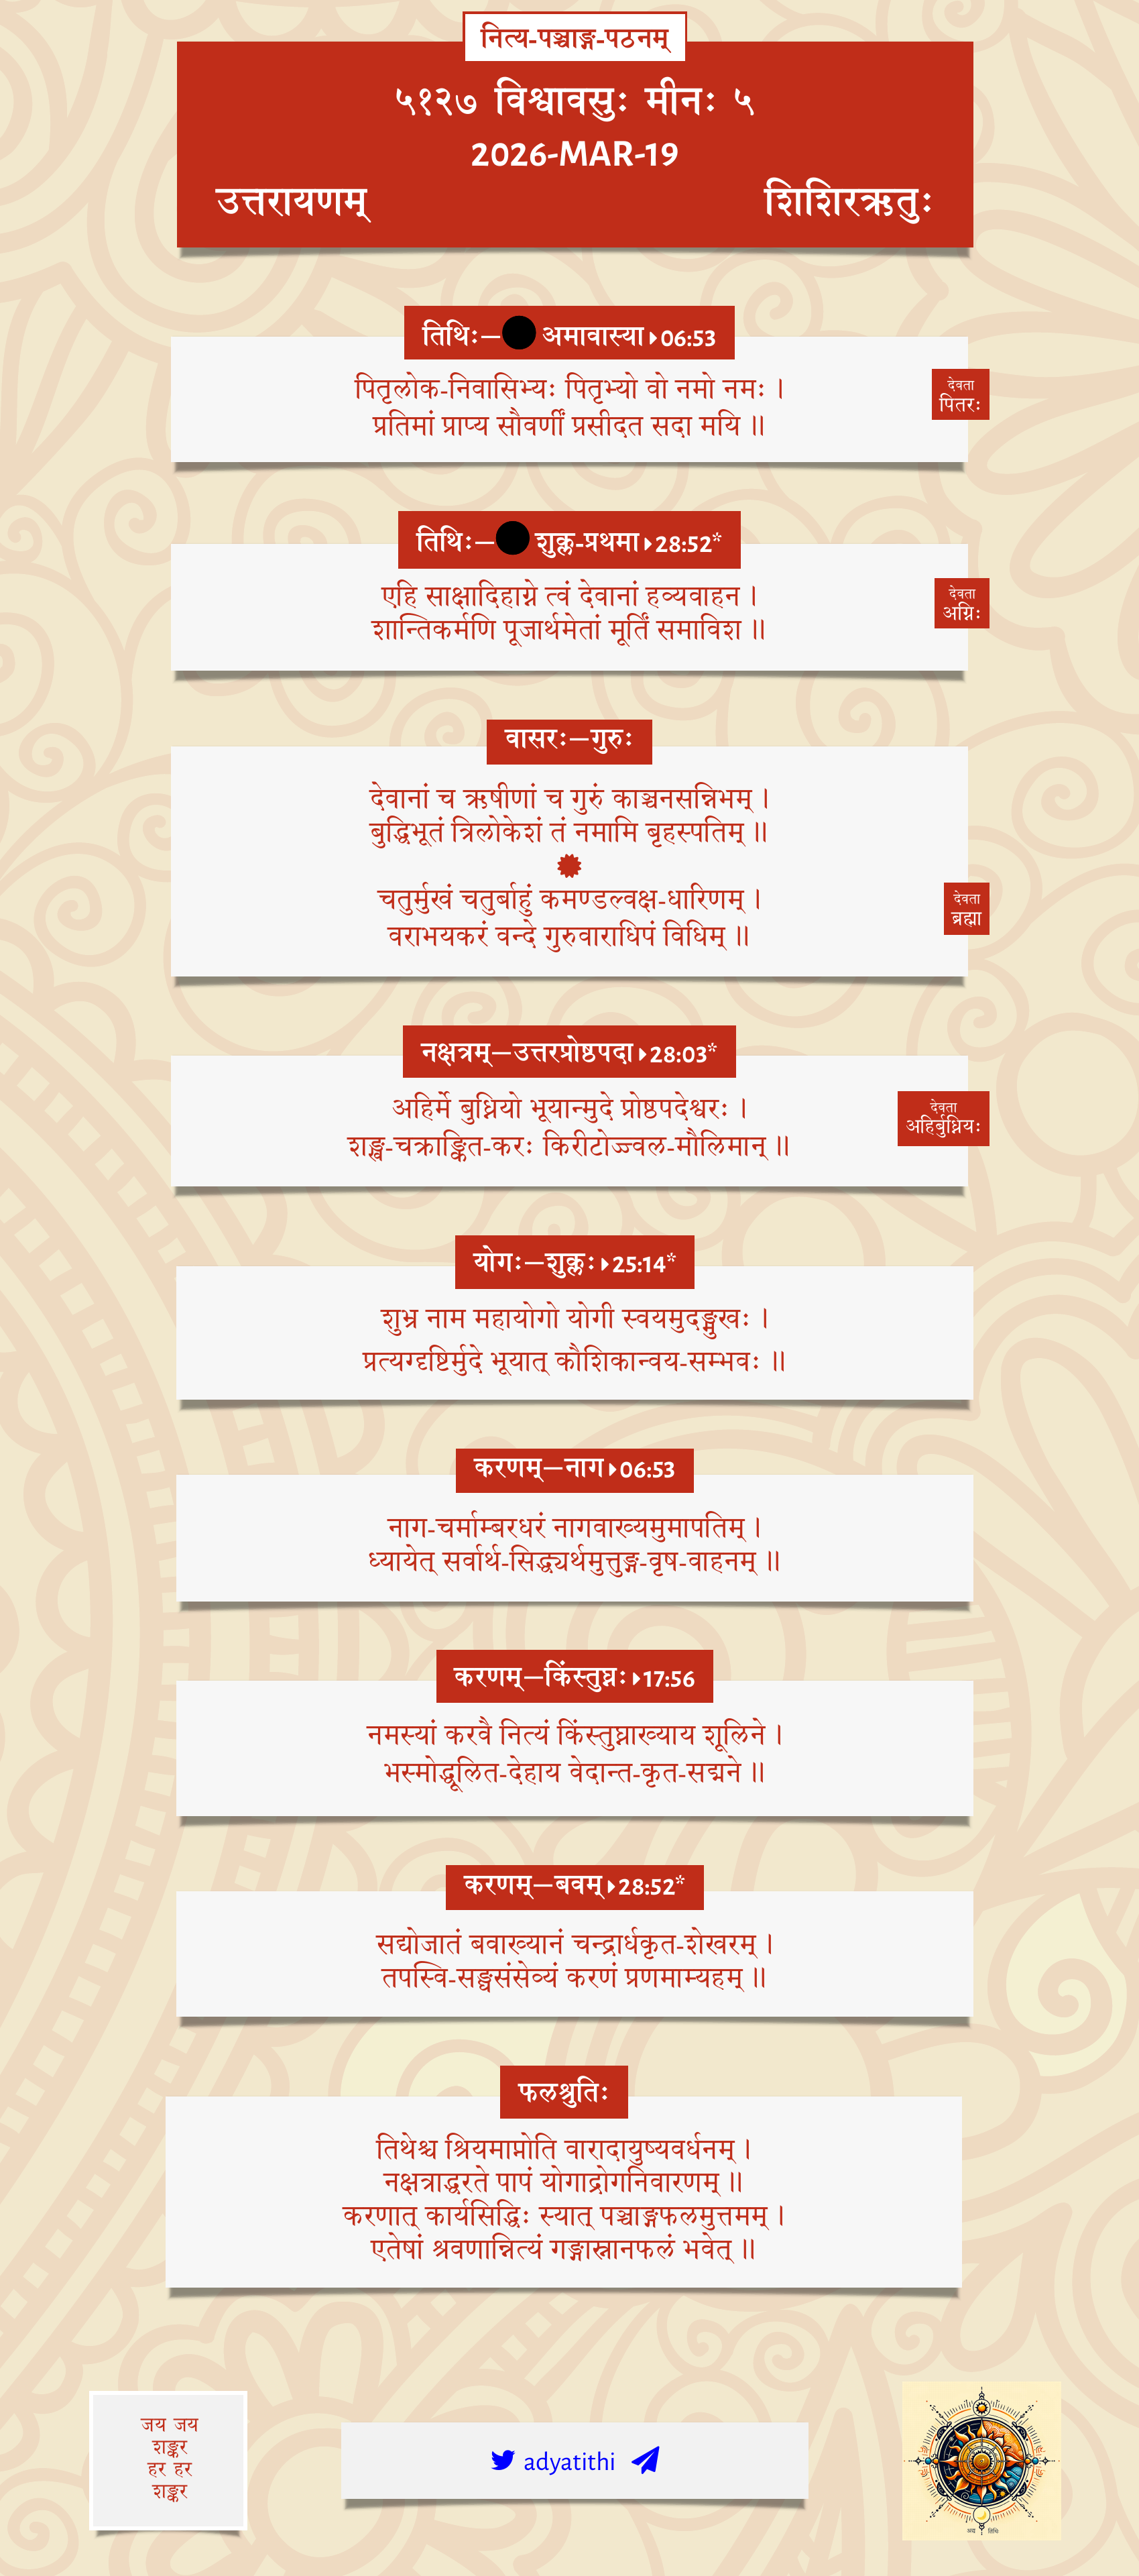 नित्य-पञ्चाङ्ग-पठनम्
५१२७ विश्वावसुः मीनः ५
2026-MAR-19
उत्तरायणम् शिशिरऋतुः
तिथिः—अमावास्या 06:53
पितृलोक-निवासिभ्यः पितृभ्यो वो नमो नमः ।
प्रतिमां प्राप्य सौवर्णीं प्रसीदत सदा मयि ॥
देवता
पितरः
तिथिः—शुक्ल-प्रथमा 28:52*
एहि साक्षादिहाग्ने त्वं देवानां हव्यवाहन ।
शान्तिकर्मणि पूजार्थमेतां मूर्तिं समाविश ॥
देवता
अग्निः
वासरः—गुरुः
देवानां च ऋषीणां च गुरुं काञ्चनसन्निभम् ।
बुद्धिभूतं त्रिलोकेशं तं नमामि बृहस्पतिम् ॥
चतुर्मुखं चतुर्बाहुं कमण्डल्वक्ष-धारिणम् ।
वराभयकरं वन्दे गुरुवाराधिपं विधिम् ॥
देवता
ब्रह्मा
नक्षत्रम्—उत्तरप्रोष्ठपदा 28:03*
अहिर्मे बुध्नियो भूयान्मुदे प्रोष्ठपदेश्वरः ।
शङ्ख-चक्राङ्कित-करः किरीटोज्ज्वल-मौलिमान् ॥
देवता
अहिर्बुध्नियः
योगः—शुक्लः 25:14*
शुभ्र नाम महायोगो योगी स्वयमुदङ्मुखः ।
प्रत्यग्दृष्टिर्मुदे भूयात् कौशिकान्वय-सम्भवः ॥
करणम्—नाग 06:53
नाग-चर्माम्बरधरं नागवाख्यमुमापतिम् ।
ध्यायेत् सर्वार्थ-सिद्ध्यर्थमुत्तुङ्ग-वृष-वाहनम् ॥
करणम्—किंस्तुघ्नः 17:56
नमस्यां करवै नित्यं किंस्तुघ्नाख्याय शूलिने ।
भस्मोद्धूलित-देहाय वेदान्त-कृत-सद्मने ॥
करणम्—बवम् 28:52*
सद्योजातं बवाख्यानं चन्द्रार्धकृत-शेखरम् ।
तपस्वि-सङ्घसंसेव्यं करणं प्रणमाम्यहम् ॥
फलश्रुतिः
तिथेश्च श्रियमाप्नोति वारादायुष्यवर्धनम् ।
नक्षत्राद्धरते पापं योगाद्रोगनिवारणम् ॥
करणात् कार्यसिद्धिः स्यात् पञ्चाङ्गफलमुत्तमम् ।
एतेषां श्रवणान्नित्यं गङ्गास्नानफलं भवेत् ॥
जय जय
शङ्कर
हर हर
शङ्कर
adyatithi
अद्य तिथिः